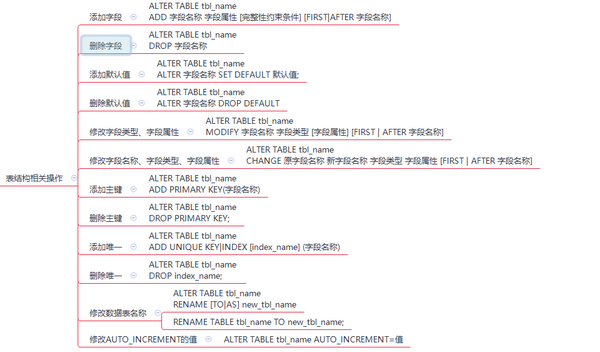 表结构相关操作
添加字段
ALTER TABLE tbl_name
ADD 字段名称 字段属性 [完整性约束条件] [FIRST|AFTER 字段名称]
删除字段
ALTER TABLE tbl_name
DROP 字段名称
添加默认值
ALTER TABLE tbl_name
ALTER 字段名称 SET DEFAULT 默认值;
删除默认值
ALTER TABLE tbl_name
ALTER 字段名称 DROP DEFAULT
修改字段类型、字段属性
ALTER TABLE tbl_name
MODIFY 字段名称 字段类型 [字段属性] [FIRST | AFTER 字段名称]
修改字段名称、字段类型、字段属性
ALTER TABLE tbl_name
CHANGE 原字段名称 新字段名称 字段类型 字段属性 [FIRST | AFTER 字段名称]
添加主键
ALTER TABLE tbl_name
ADD PRIMARY KEY(字段名称)
删除主键
ALTER TABLE tbl_name
DROP PRIMARY KEY;
添加唯一
ALTER TABLE tbl_name
ADD UNIQUE KEY|INDEX [index_name] (字段名称)
删除唯一
ALTER TABLE tbl_name
DROP index_name;
修改数据表名称
ALTER TABLE tbl_name
RENAME [TO|AS] new_tbl_name
RENAME TABLE tbl_name TO new_tbl_name;
修改AUTO_INCREMENT的值
ALTER TABLE tbl_name AUTO_INCREMENT=值